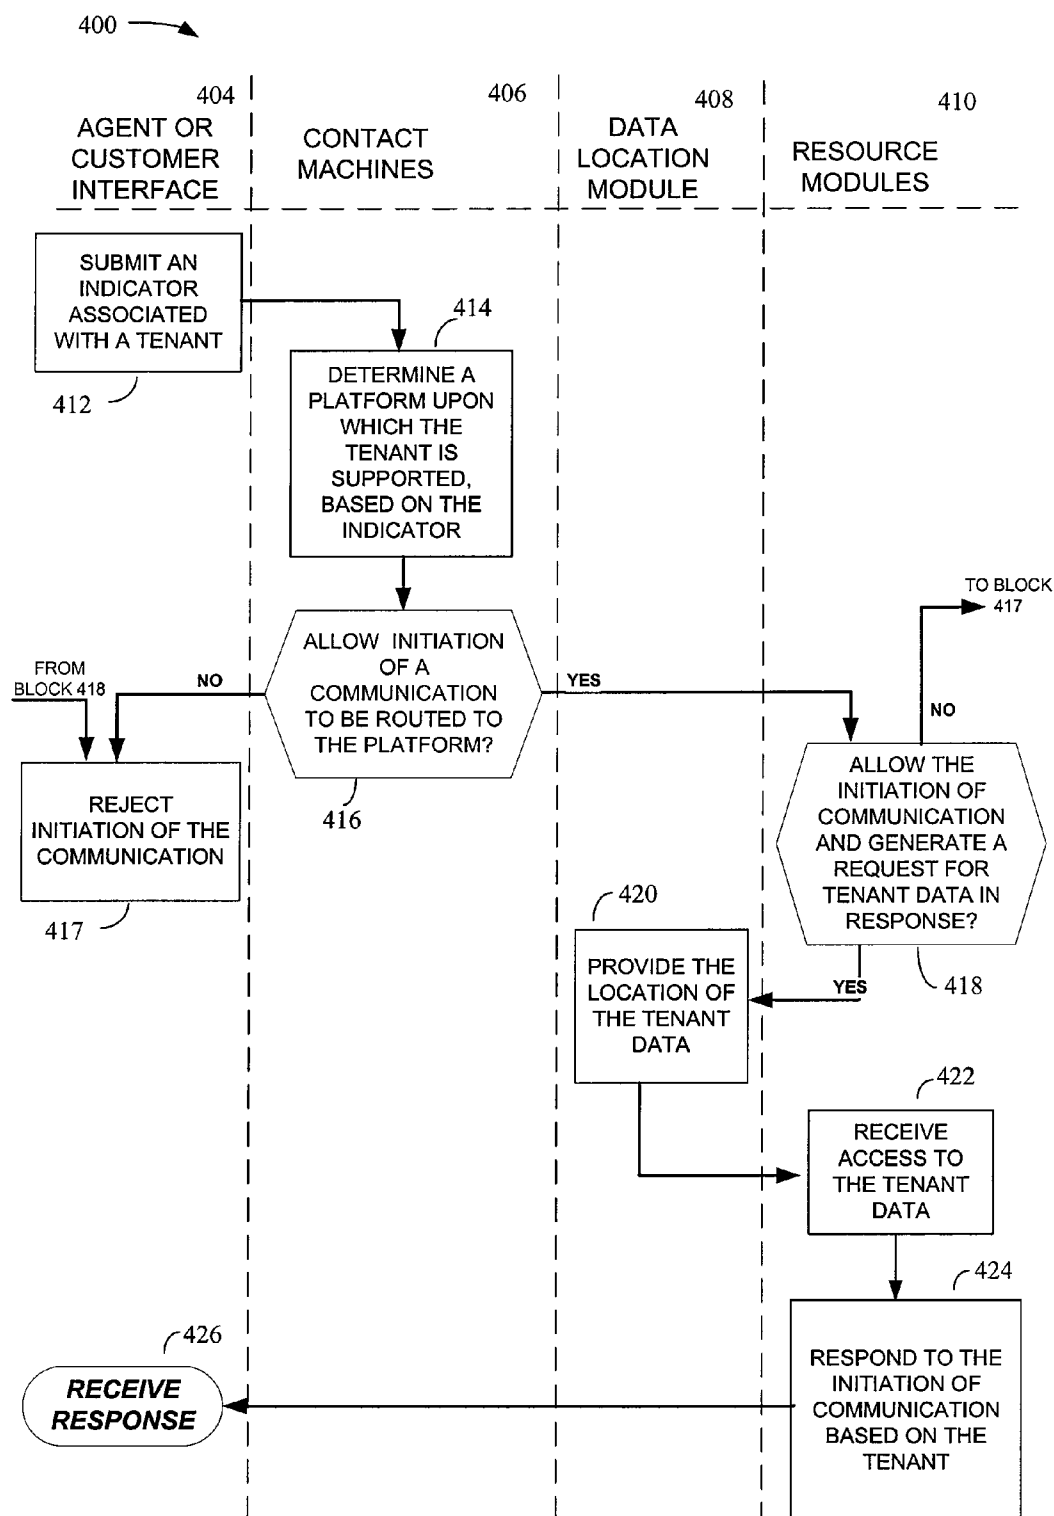 400
404
AGENT OR
CUSTOMER
INTERFACE
406
CONTACT
MACHINES
408
DATA
LOCATION
MODULE
410
RESOURCE
MODULES
SUBMIT AN
INDICATOR
ASSOCIATED
WITH A TENANT
412
414
DETERMINE A
PLATFORM UPON
WHICH THE
TENANT IS
SUPPORTED,
BASED ON THE
INDICATOR
ALLOW INITIATION
OF A
COMMUNICATION
TO BE ROUTED TO
THE PLATFORM?
416
NO
YES
FROM
BLOCK 418
REJECT
INITIATION OF THE
COMMUNICATION
417
TO BLOCK
417
NO
ALLOW THE
INITIATION OF
COMMUNICATION
AND GENERATE A
REQUEST FOR
TENANT DATA IN
RESPONSE?
418
YES
420
PROVIDE THE
LOCATION OF
THE TENANT
DATA
422
RECEIVE
ACCESS TO
THE TENANT
DATA
424
RESPOND TO THE
INITIATION OF
COMMUNICATION
BASED ON THE
TENANT
426
RECEIVE
RESPONSE